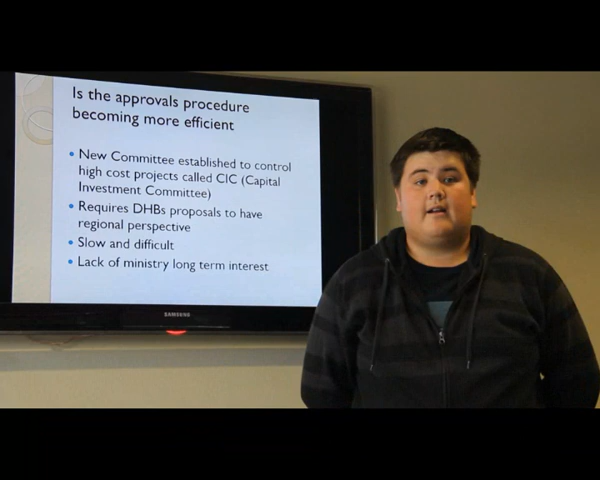 Is the approvals procedure
becoming more efficient
• New Committee established to control
high cost projects called CIC (Capital
Investment Committee)
• Requires DHBs proposals to have
regional perspective
• Slow and difficult
• Lack of ministry long term interest
SAMSUNG